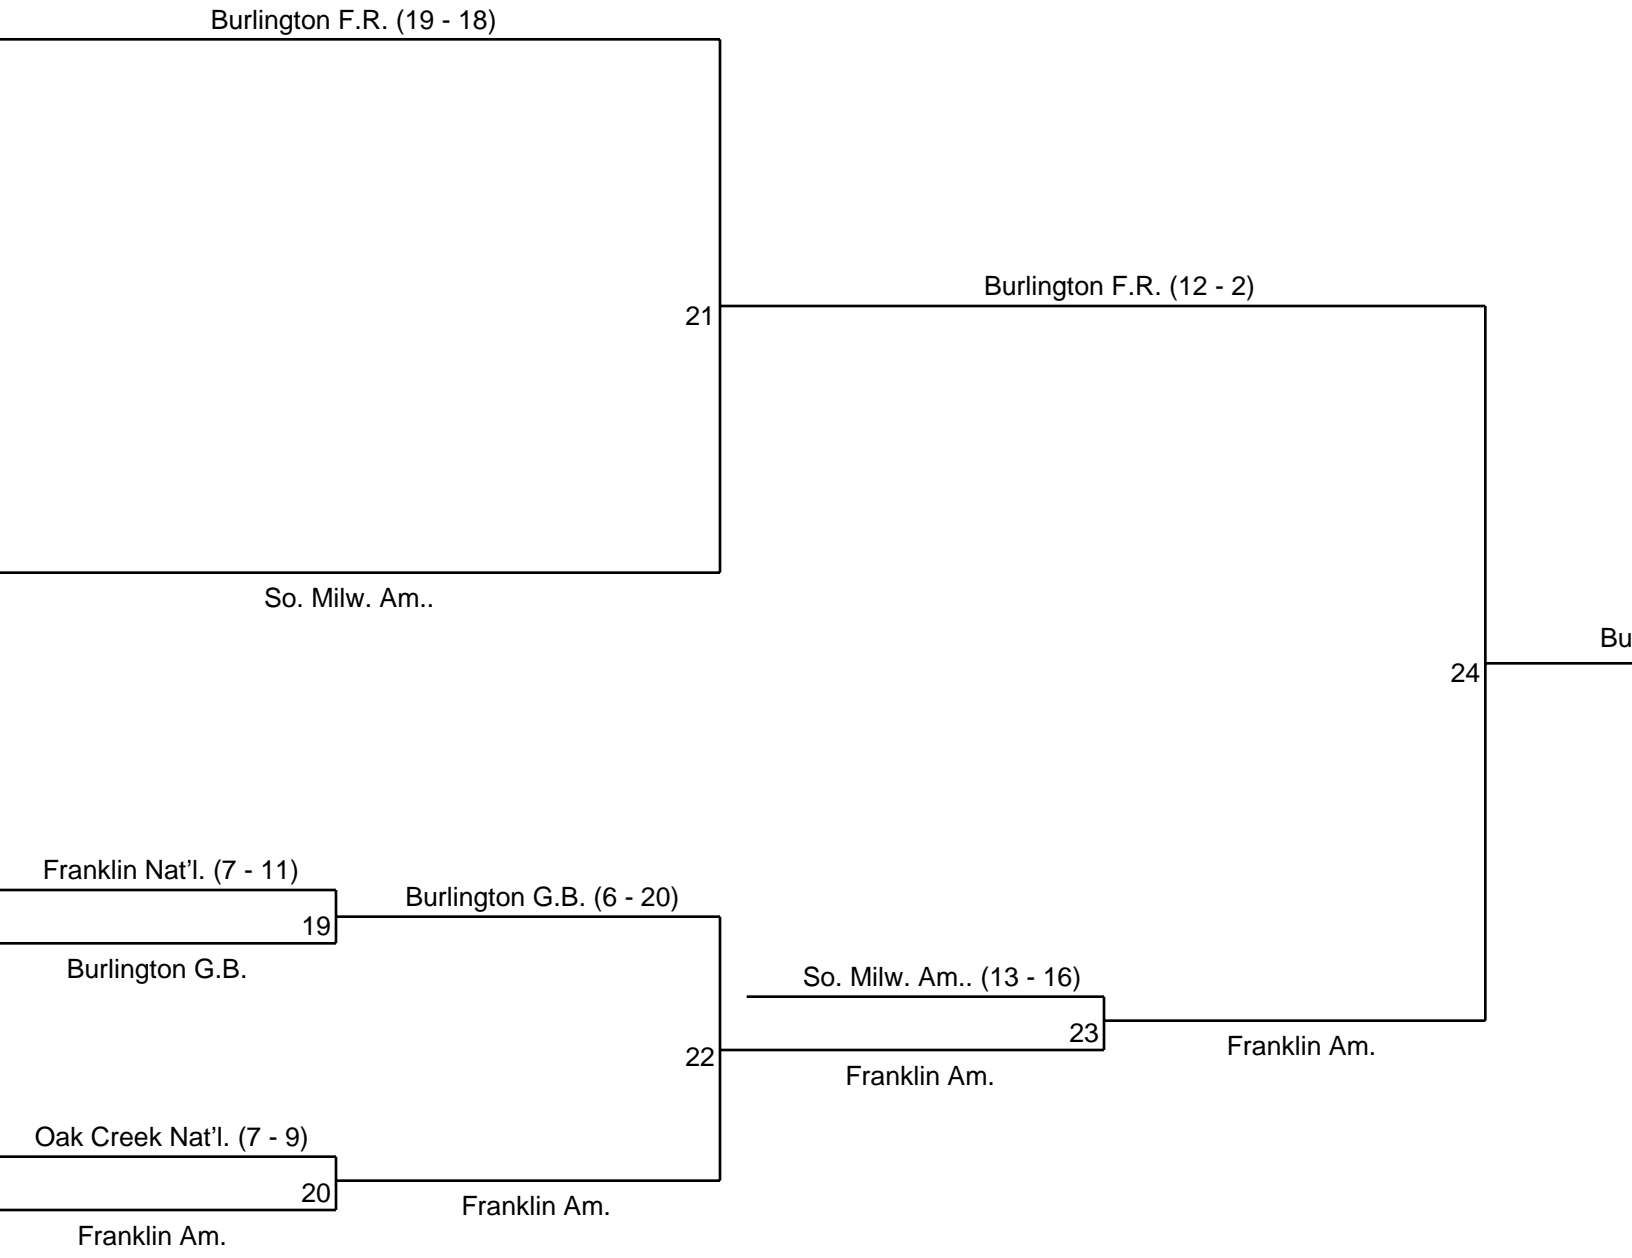 Burlington F.R. (19 - 18)
Burlington F.R. (12 - 2)
21
So. Milw. Am..
Bu
24
Franklin Nat’l. (7 - 11)
Burlington G.B. (6 - 20)
19
Burlington G.B.
So. Milw. Am.. (13 - 16)
23
Franklin Am.
22
Franklin Am.
Oak Creek Nat’l. (7 - 9)
20
Franklin Am.
Franklin Am.